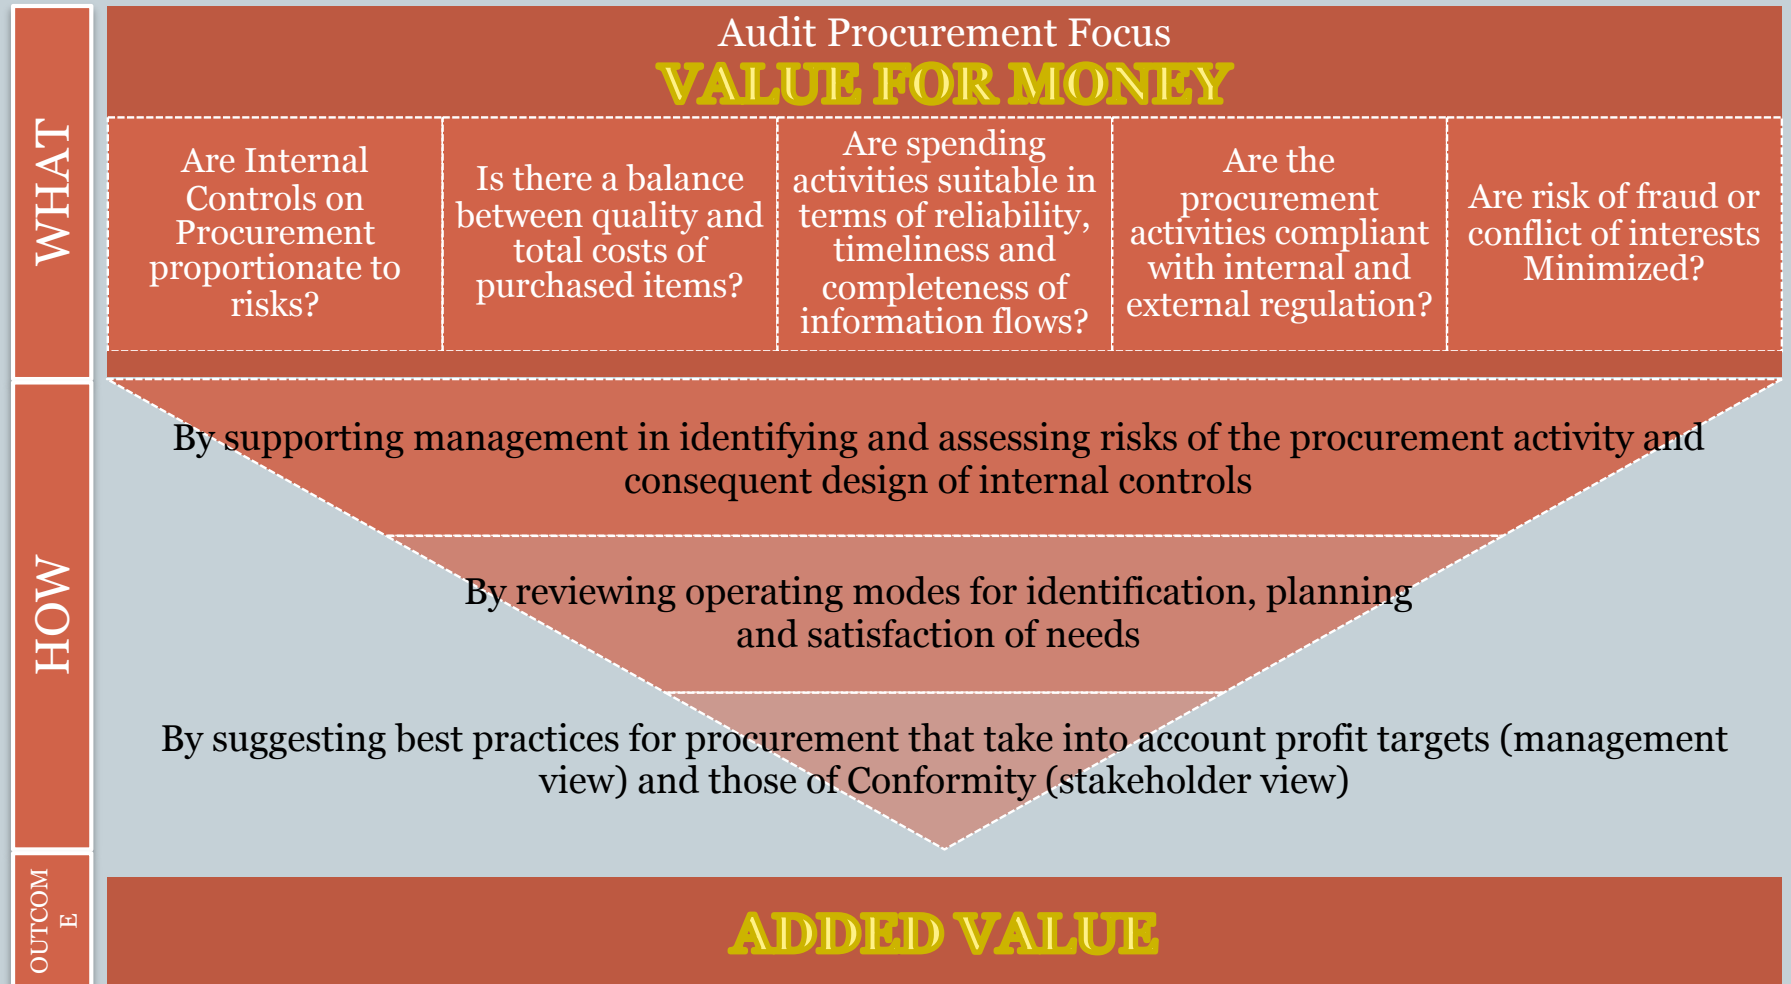 WHAT
Audit Procurement Focus
VALUE FOR MONEY
Are Internal
Controls on
Procurement
proportionate to
risks?
Is there a balance
between quality and
total costs of
purchased items?
Are spending
activities suitable in
terms of reliability,
timeliness and
completeness of
information flows?
Are the
procurement
activities compliant
with internal and
external regulation?
Are risk of fraud or
conflict of interests
Minimized?
HOW
By supporting management in identifying and assessing risks of the procurement activity and
consequent design of internal controls
By reviewing operating modes for identification, planning
and satisfaction of needs
By suggesting best practices for procurement that take into account profit targets (management
view) and those of Conformity (stakeholder view)
OUTCOM
E
ADDED VALUE